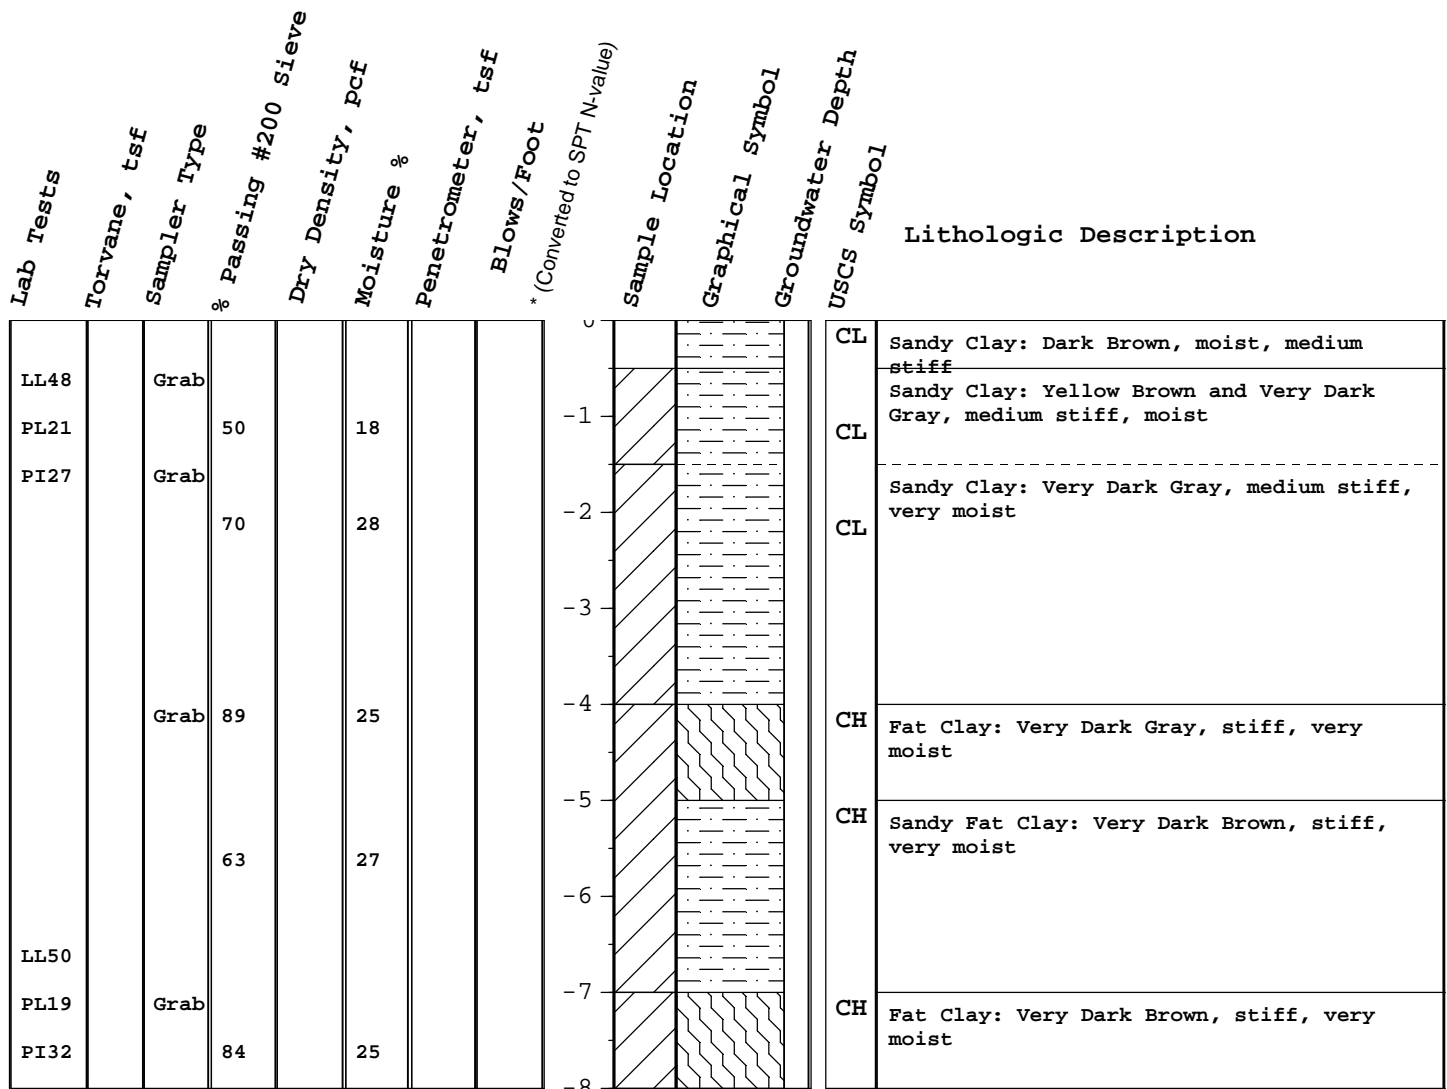 Lab Tests
Torvane, tsf
Sampler Type
% Passing #200 Sieve
Dry Density, pcf
Moisture %
Penetrometer, tsf
Blows/Foot
* (Converted to SPT N-value)
Sample Location
Graphical Symbol
Groundwater Depth
USCS Symbol
Lithologic Description
0
CL
Sandy Clay: Dark Brown, moist, medium
stiff
LL48
Grab
Sandy Clay: Yellow Brown and Very Dark
Gray, medium stiff, moist
PL21
50
18
-1
CL
PI27
Grab
Sandy Clay: Very Dark Gray, medium stiff,
very moist
70
28
-2
CL
-3
-4
Grab
89
25
CH
Fat Clay: Very Dark Gray, stiff, very
moist
-5
CH
Sandy Fat Clay: Very Dark Brown, stiff,
very moist
63
27
-6
LL50
-7
PL19
Grab
CH
Fat Clay: Very Dark Brown, stiff, very
moist
PI32
84
25
-8